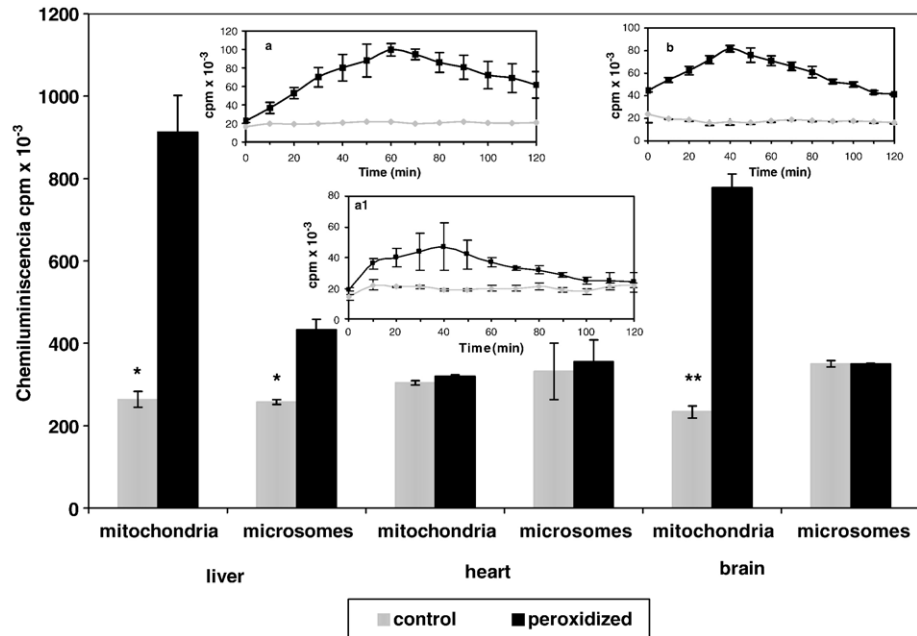 Chemiluminiscencia cpm x 10-3
1200
1000
800
600
400
200
0
a
cpm x 10-3
120
100
80
60
40
20
0
0 20 40 60 80 100 120
Time (min)
b
cpm x 10-3
100
80
60
40
20
0
0 20 40 60 80 100 120
Time (min)
a1
cpm x 10-3
80
60
40
20
0
0 20 40 60 80 100 120
Time (min)
* * **
mitochondria microsomes mitochondria microsomes mitochondria microsomes
liver heart brain
control peroxidized